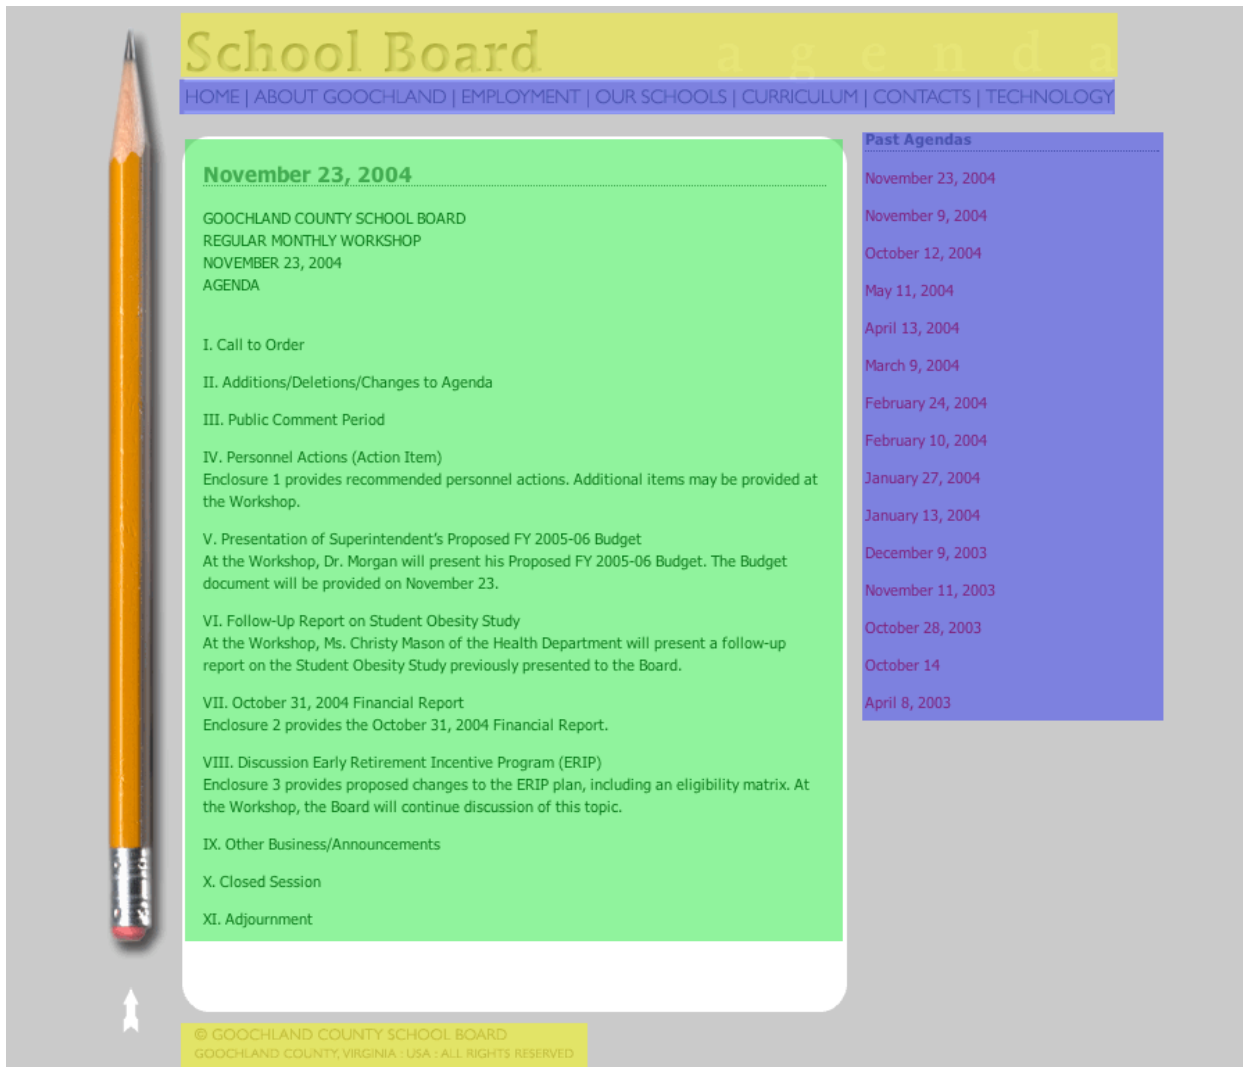 School Board agenda
HOME | ABOUT GOOCHLAND | EMPLOYMENT | OUR SCHOOLS | CURRICULUM | CONTACTS | TECHNOLOGY
November 23, 2004
GOOCHLAND COUNTY SCHOOL BOARD
REGULAR MONTHLY WORKSHOP
NOVEMBER 23, 2004
AGENDA
I. Call to Order
II. Additions/Deletions/Changes to Agenda
III. Public Comment Period
IV. Personnel Actions (Action Item)
Enclosure 1 provides recommended personnel actions. Additional items may be provided at
the Workshop.
V. Presentation of Superintendent's Proposed FY 2005-06 Budget
At the Workshop, Dr. Morgan will present his Proposed FY 2005-06 Budget. The Budget
document will be provided on November 23.
VI. Follow-Up Report on Student Obesity Study
At the Workshop, Ms. Christy Mason of the Health Department will present a follow-up
report on the Student Obesity Study previously presented to the Board.
VII. October 31, 2004 Financial Report
Enclosure 2 provides the October 31, 2004 Financial Report.
VIII. Discussion Early Retirement Incentive Program (ERIP)
Enclosure 3 provides proposed changes to the ERIP plan, including an eligibility matrix. At
the Workshop, the Board will continue discussion of this topic.
IX. Other Business/Announcements
X. Closed Session
XI. Adjournment
Past Agendas
November 23, 2004
November 9, 2004
October 12, 2004
May 11, 2004
April 13, 2004
March 9, 2004
February 24, 2004
February 10, 2004
January 27, 2004
January 13, 2004
December 9, 2003
November 11, 2003
October 28, 2003
October 14
April 8, 2003
© GOOCHLAND COUNTY SCHOOL BOARD
GOOCHLAND COUNTY, VIRGINIA : USA : ALL RIGHTS RESERVED